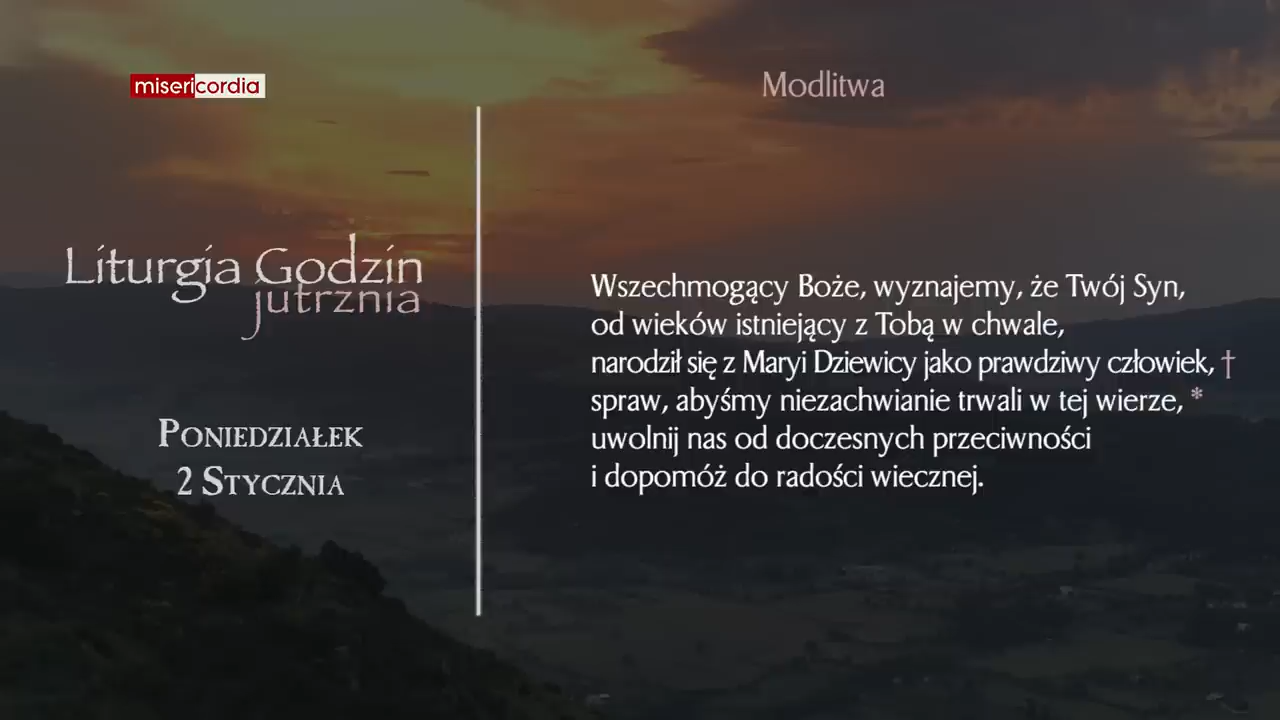 misericordia
Liturgia Godzin
jutrznia
Poniedziałek
2 Stycznia
Modlitwa
Wszechmogący Boże, wyznajemy, że Twój Syn,
od wieków istniejący z Tobą w chwale,
narodził się z Maryi Dziewicy jako prawdziwy człowiek, †
spraw, abyśmy niezachwianie trwali w tej wierze, *
uwolnij nas od doczesnych przeciwności
i dopomóż do radości wiecznej.